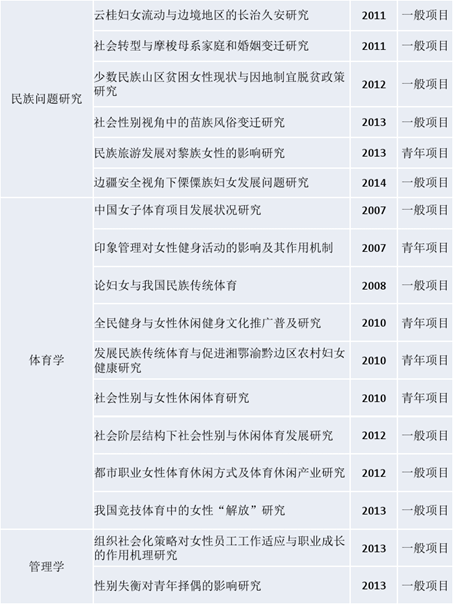 民族问题研究
云桂妇女流动与边境地区的长治久安研究 2011 一般项目
社会转型与摩梭母系家庭和婚姻变迁研究 2011 一般项目
少数民族山区贫困女性现状与因地制宜脱贫政策
研究 2012 一般项目
社会性别视角中的苗族风俗变迁研究 2013 一般项目
民族旅游发展对黎族女性的影响研究 2013 青年项目
边疆安全视角下傈僳族妇女发展问题研究 2014 一般项目
体育学
中国女子体育项目发展状况研究 2007 一般项目
印象管理对女性健身活动的影响及其作用机制 2007 青年项目
论妇女与我国民族传统体育 2008 一般项目
全民健身与女性休闲健身文化推广普及研究 2010 青年项目
发展民族传统体育与促进湘鄂渝黔边区农村妇女
健康研究 2010 青年项目
社会性别与女性休闲体育研究 2010 青年项目
社会阶层结构下社会性别与休闲体育发展研究 2012 一般项目
都市职业女性体育休闲方式及体育休闲产业研究 2012 一般项目
我国竞技体育中的女性“解放”研究 2013 一般项目
管理学
组织社会化策略对女性员工工作适应与职业成长
的作用机理研究 2013 一般项目
性别失衡对青年择偶的影响研究 2013 一般项目